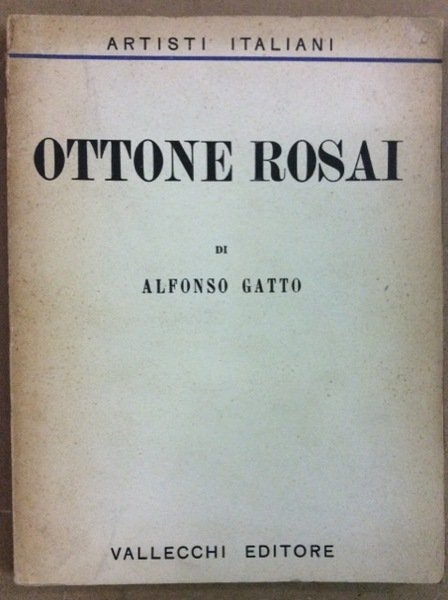 ARTISTI ITALIANI
OTTONE ROSAI
DI
ALFONSO GATTO
VALLECCHI EDITORE